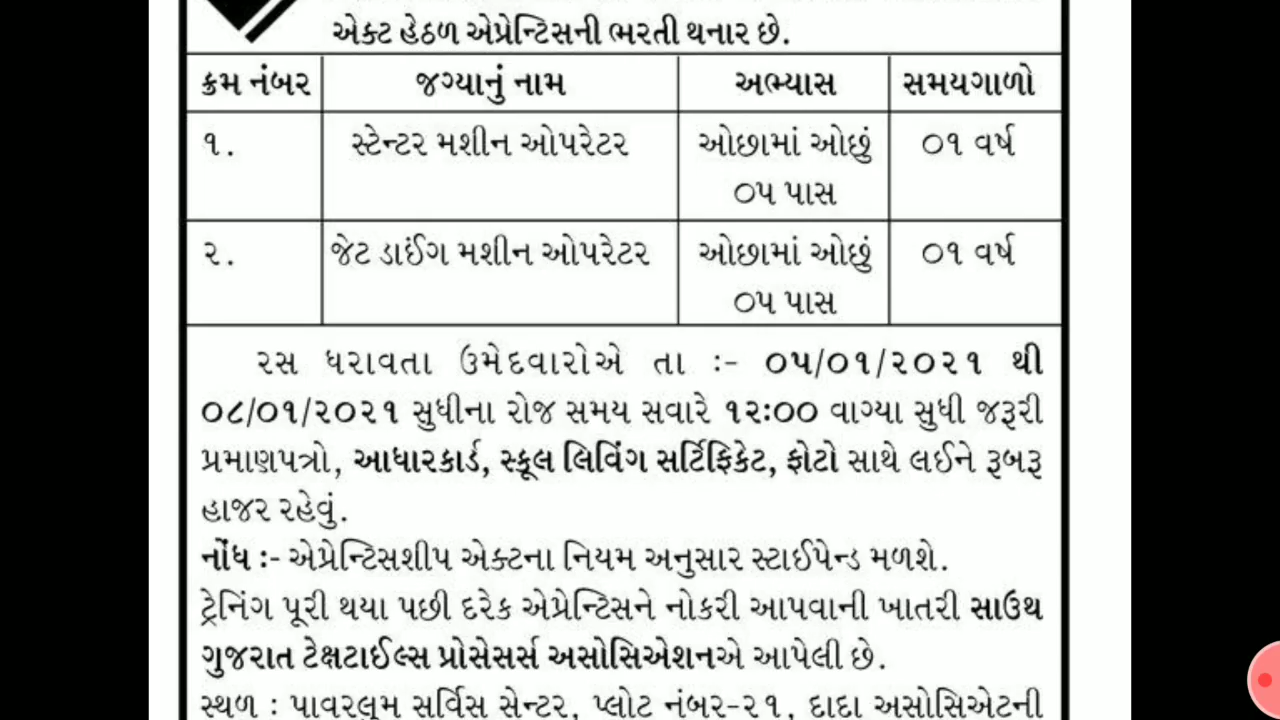 એક્ટ હેઠળ એપ્રેન્ટિસની ભરતી થનાર છે.
ક્રમ નંબર જગ્યાનું નામ અભ્યાસ સમયગાળો
૧. સ્ટેન્ટર મશીન ઓપરેટર ઓછામાં ઓછું ૦૧ વર્ષ
૦૫ પાસ
૨. જેટ ડાઈંગ મશીન ઓપરેટર ઓછામાં ઓછું ૦૧ વર્ષ
૦૫ પાસ
રસ ધરાવતા ઉમેદવારોએ તા :- ૦૫/૦૧/૨૦૨૧ થી
૦૮/૦૧/૨૦૨૧ સુધીના રોજ સમય સવારે ૧૨:૦૦ વાગ્યા સુધી જરૂરી
પ્રમાણપત્રો, આધારકાર્ડ, સ્કૂલ લિવિંગ સર્ટિફિકેટ, ફોટો સાથે લઈને રૂબરૂ
હાજર રહેવું.
નોંધ :- એપ્રેન્ટિસશીપ એક્ટના નિયમ અનુસાર સ્ટાઈપેન્ડ મળશે.
ટ્રેનિંગ પૂરી થયા પછી દરેક એપ્રેન્ટિસને નોકરી આપવાની ખાતરી સાઉથ
ગુજરાત ટેક્ષટાઈલ્સ પ્રોસેસર્સ અસોસિએશનએ આપેલી છે.
સ્થળ : પાવરલુમ સર્વિસ સેન્ટર, પ્લોટ નંબર-૨૧, દાદા અસોસિએટની